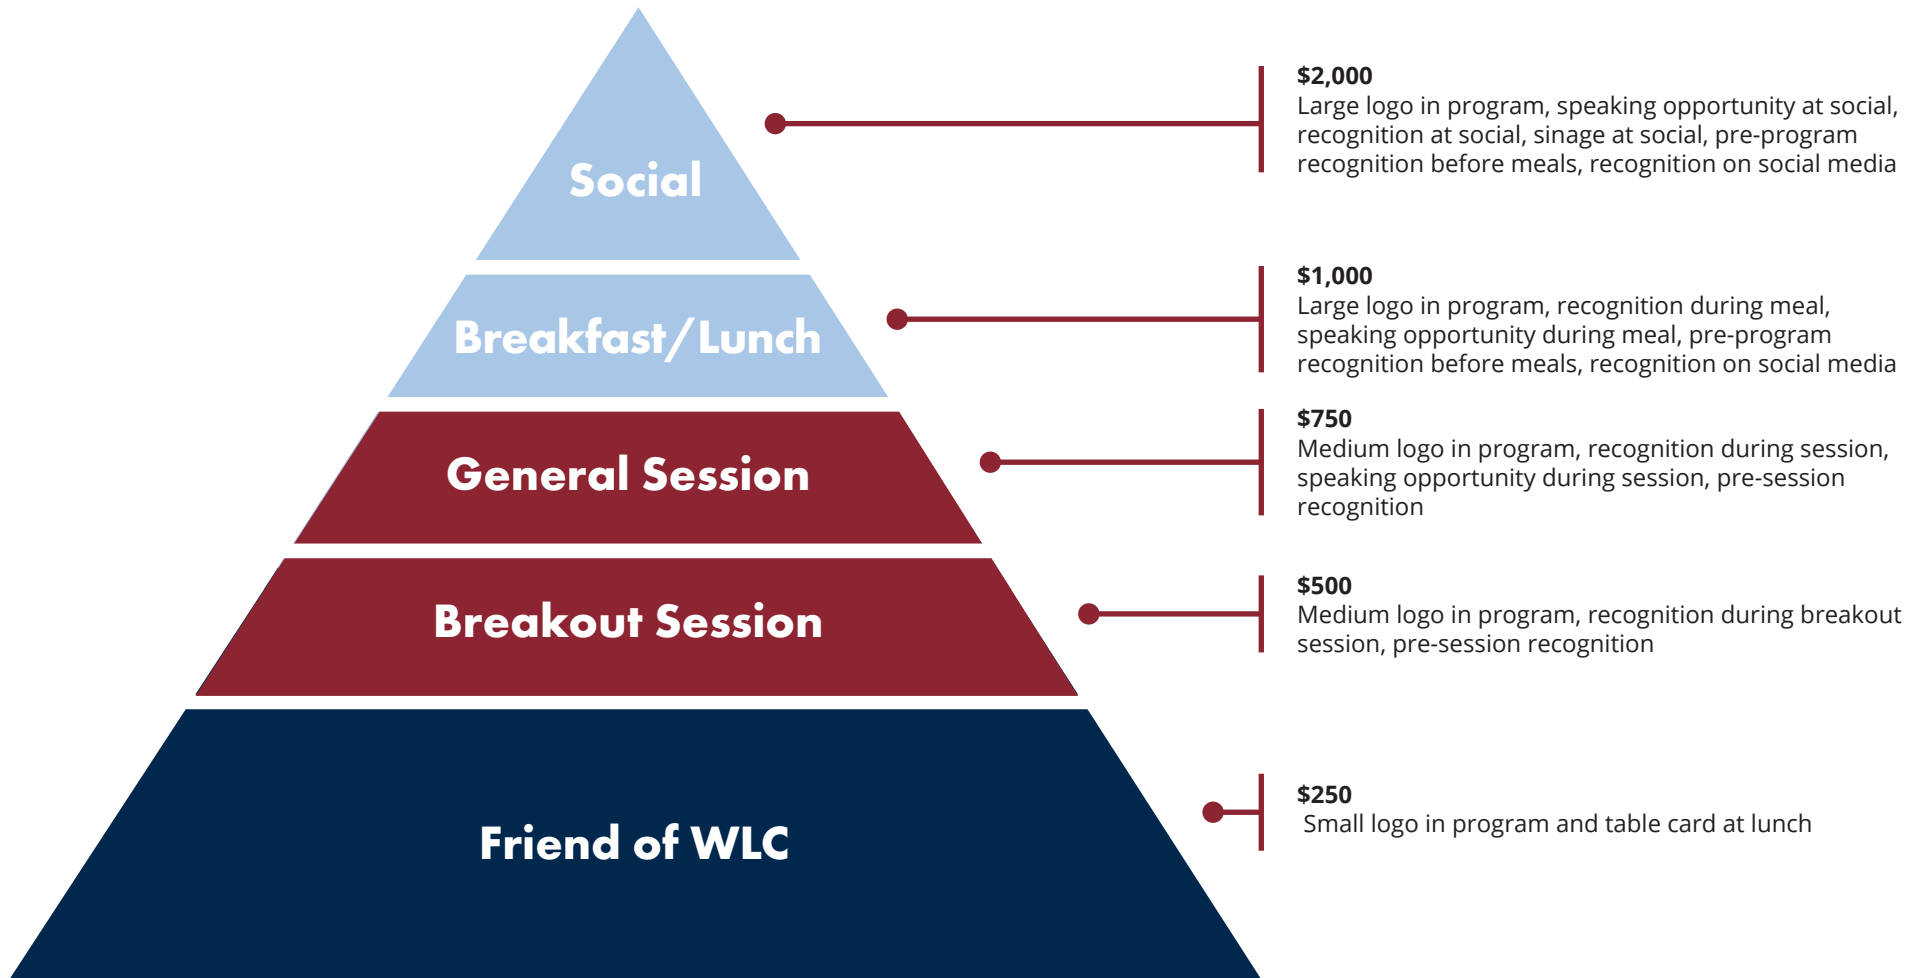 Social
$2,000
Large logo in program, speaking opportunity at social,
recognition at social, sinage at social, pre-program
recognition before meals, recognition on social media
Breakfast/Lunch
$1,000
Large logo in program, recognition during meal,
speaking opportunity during meal, pre-program
recognition before meals, recognition on social media
General Session
$750
Medium logo in program, recognition during session,
speaking opportunity during session, pre-session
recognition
Breakout Session
$500
Medium logo in program, recognition during breakout
session, pre-session recognition
Friend of WLC
$250
Small logo in program and table card at lunch